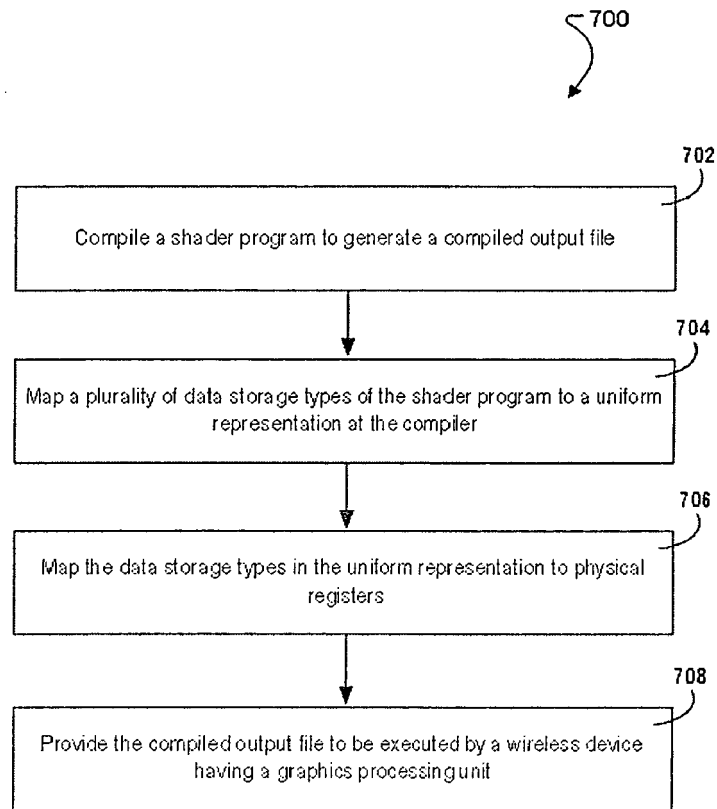 700
702
Compile a shader program to generate a compiled output file
704
Map a plurality of data storage types of the shader program to a uniform
representation at the compiler
706
Map the data storage types in the uniform representation to physical
registers
708
Provide the compiled output file to be executed by a wireless device
having a graphics processing unit